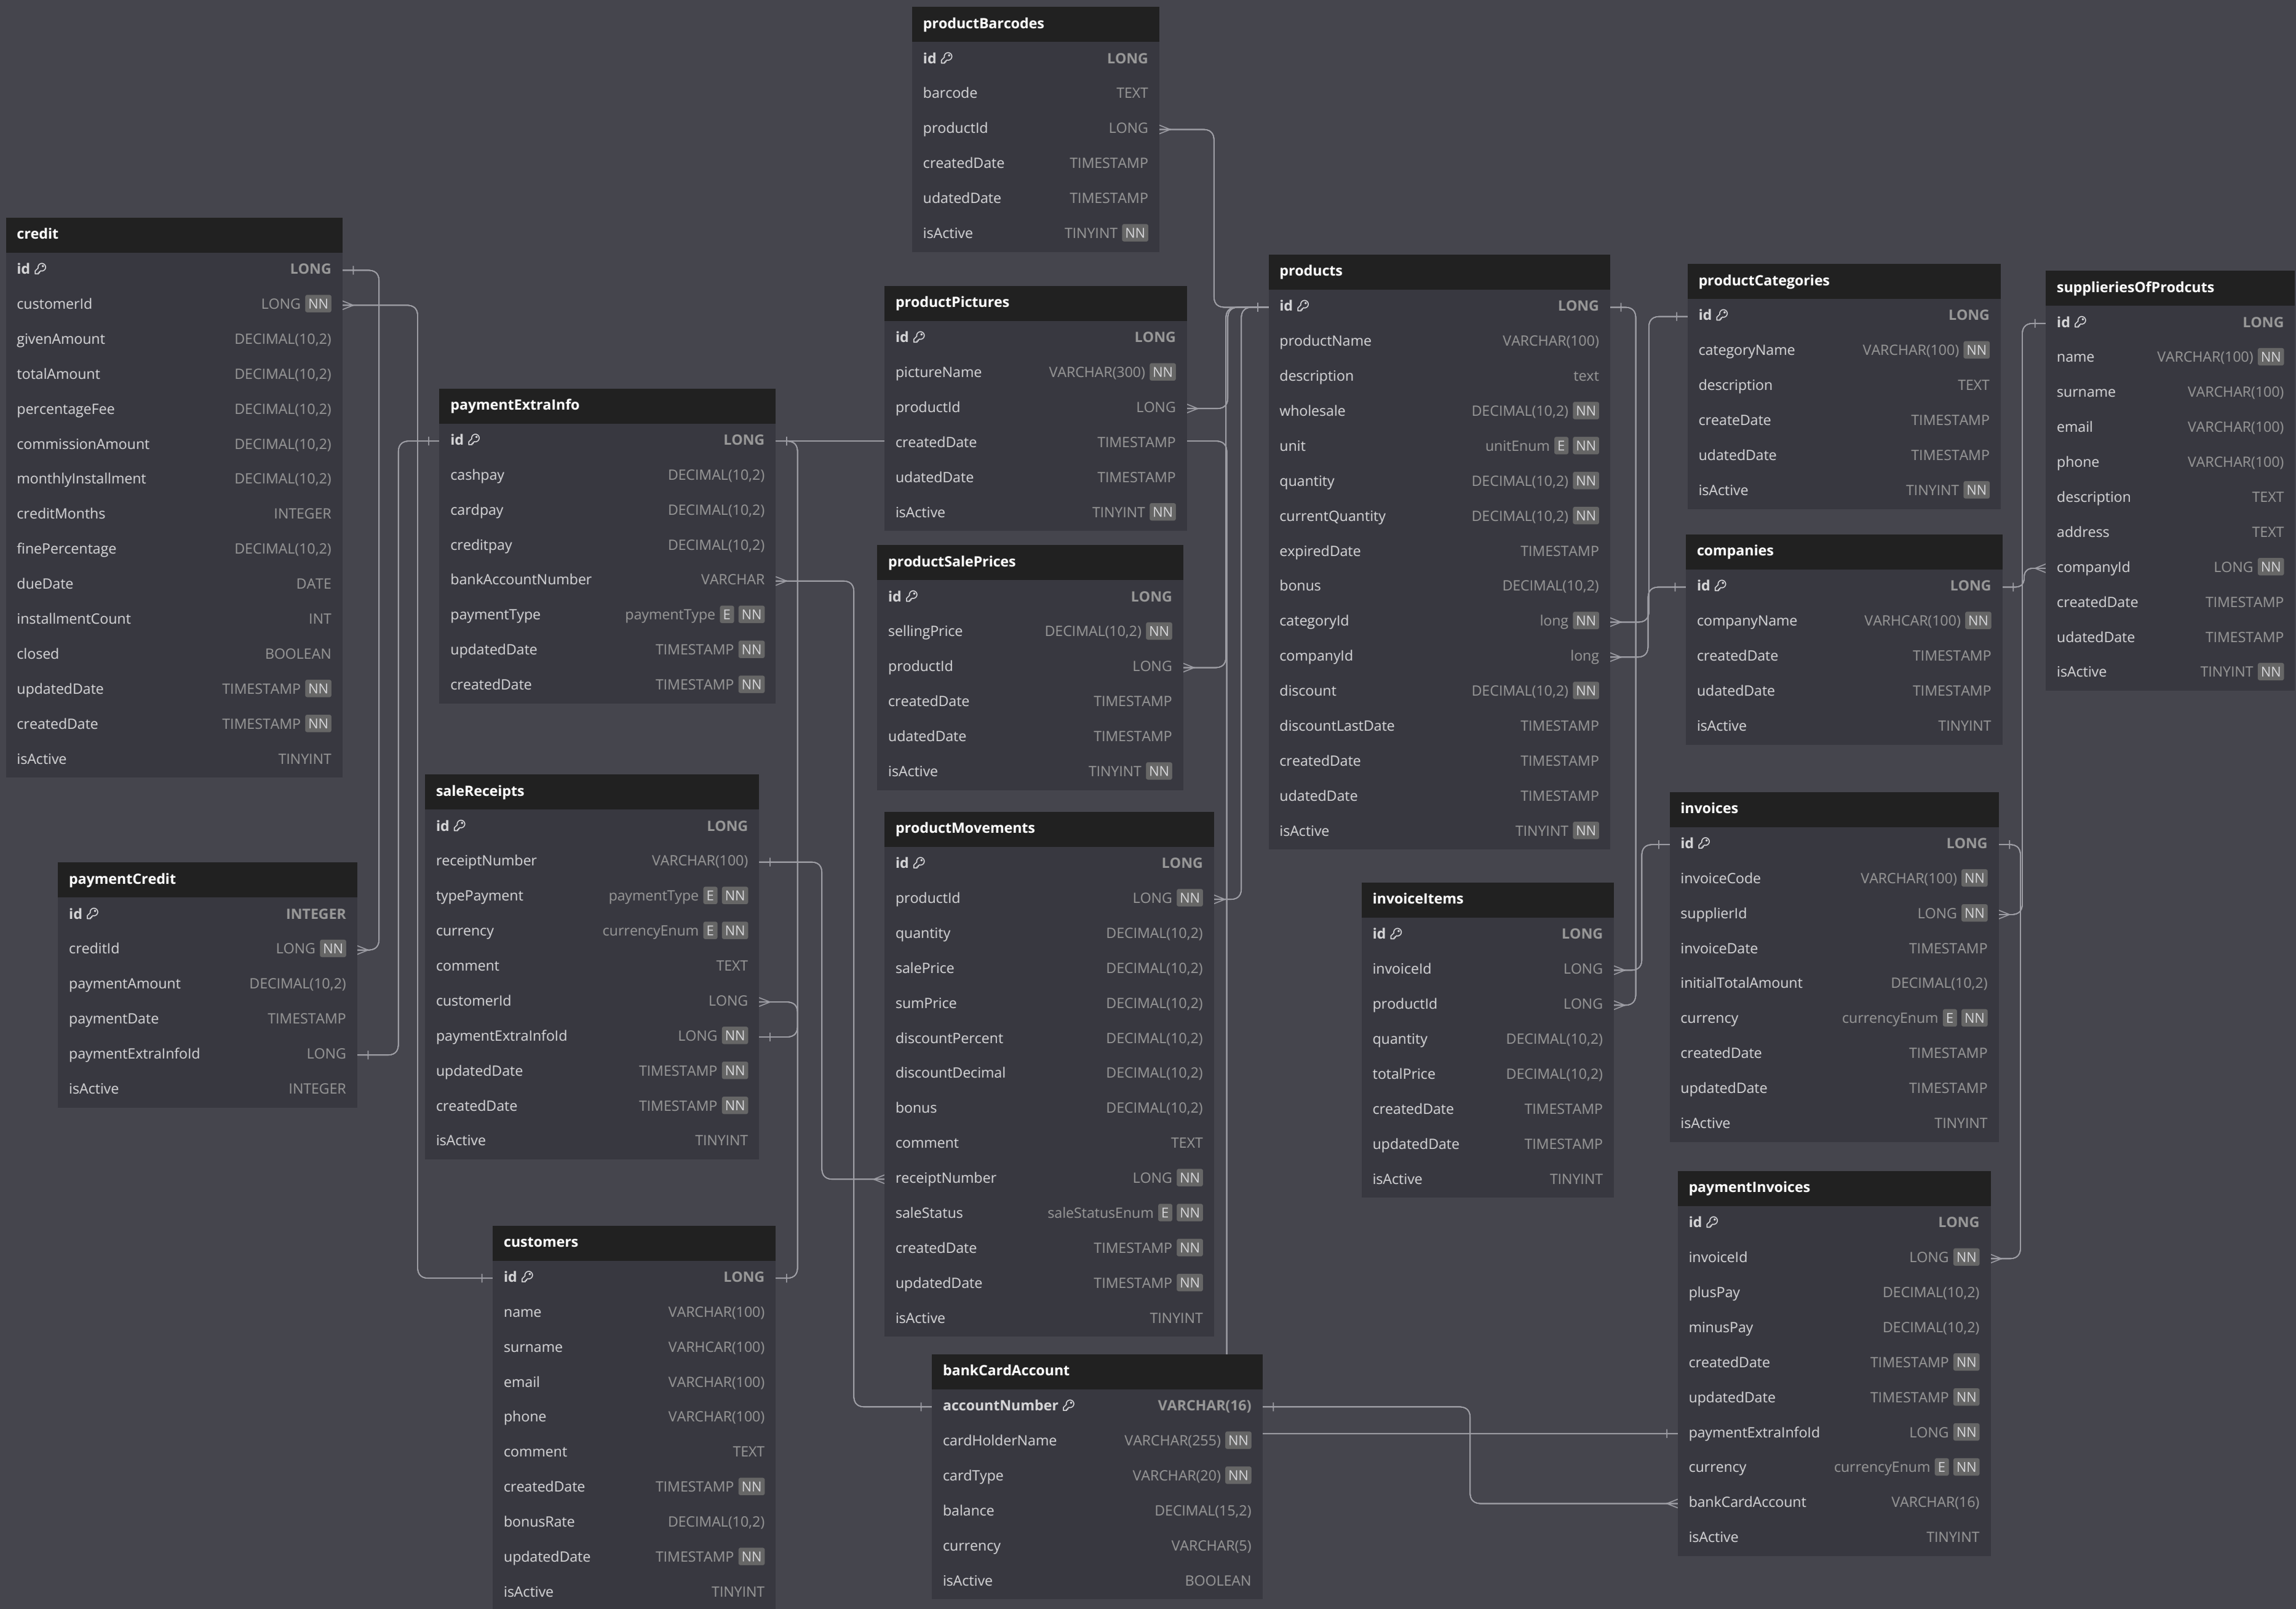 productBarcodes
id LONG
barcode TEXT
productId LONG
createdDate TIMESTAMP
udatedDate TIMESTAMP
isActive TINYINT NN
credit
id LONG
customerId LONG NN
givenAmount DECIMAL(10,2)
totalAmount DECIMAL(10,2)
percentageFee DECIMAL(10,2)
commissionAmount DECIMAL(10,2)
monthlyInstallment DECIMAL(10,2)
creditMonths INTEGER
finePercentage DECIMAL(10,2)
dueDate DATE
installmentCount INT
closed BOOLEAN
updatedDate TIMESTAMP NN
createdDate TIMESTAMP NN
isActive TINYINT
paymentExtraInfo
id LONG
cashpay DECIMAL(10,2)
cardpay DECIMAL(10,2)
creditpay DECIMAL(10,2)
bankAccountNumber VARCHAR
paymentType paymentType E NN
updatedDate TIMESTAMP NN
createdDate TIMESTAMP NN
productPictures
id LONG
pictureName VARCHAR(300) NN
productId LONG
createdDate TIMESTAMP
udatedDate TIMESTAMP
isActive TINYINT NN
productSalePrices
id LONG
sellingPrice DECIMAL(10,2) NN
productId LONG
createdDate TIMESTAMP
udatedDate TIMESTAMP
isActive TINYINT NN
products
id LONG
productName VARCHAR(100)
description text
wholesale DECIMAL(10,2) NN
unit unitEnum E NN
quantity DECIMAL(10,2) NN
currentQuantity DECIMAL(10,2) NN
expiredDate TIMESTAMP
bonus DECIMAL(10,2)
categoryId long NN
companyId long
discount DECIMAL(10,2) NN
discountLastDate TIMESTAMP
createdDate TIMESTAMP
udatedDate TIMESTAMP
isActive TINYINT NN
productCategories
id LONG
categoryName VARCHAR(100) NN
description TEXT
createDate TIMESTAMP
udatedDate TIMESTAMP
isActive TINYINT NN
supplieriesOfProdcuts
id LONG
name VARCHAR(100) NN
surname VARCHAR(100)
email VARCHAR(100)
phone VARCHAR(100)
description TEXT
address TEXT
companyId LONG NN
createdDate TIMESTAMP
udatedDate TIMESTAMP
isActive TINYINT NN
companies
id LONG
companyName VARHCAR(100) NN
createdDate TIMESTAMP
udatedDate TIMESTAMP
isActive TINYINT
paymentCredit
id INTEGER
creditId LONG NN
paymentAmount DECIMAL(10,2)
paymentDate TIMESTAMP
paymentExtraInfoId LONG
isActive INTEGER
saleReceipts
id LONG
receiptNumber VARCHAR(100)
typePayment paymentType E NN
currency currencyEnum E NN
comment TEXT
customerId LONG
paymentExtraInfoId LONG NN
updatedDate TIMESTAMP NN
createdDate TIMESTAMP NN
isActive TINYINT
productMovements
id LONG
productId LONG NN
quantity DECIMAL(10,2)
salePrice DECIMAL(10,2)
sumPrice DECIMAL(10,2)
discountPercent DECIMAL(10,2)
discountDecimal DECIMAL(10,2)
bonus DECIMAL(10,2)
comment TEXT
receiptNumber LONG NN
saleStatus saleStatusEnum E NN
createdDate TIMESTAMP NN
updatedDate TIMESTAMP NN
isActive TINYINT
invoiceItems
id LONG
invoiceId LONG
productId LONG
quantity DECIMAL(10,2)
totalPrice DECIMAL(10,2)
createdDate TIMESTAMP
updatedDate TIMESTAMP
isActive TINYINT
invoices
id LONG
invoiceCode VARCHAR(100) NN
supplierId LONG NN
invoiceDate TIMESTAMP
initialTotalAmount DECIMAL(10,2)
currency currencyEnum E NN
createdDate TIMESTAMP
updatedDate TIMESTAMP
isActive TINYINT
customers
id LONG
name VARCHAR(100)
surname VARHCAR(100)
email VARCHAR(100)
phone VARCHAR(100)
comment TEXT
createdDate TIMESTAMP NN
bonusRate DECIMAL(10,2)
updatedDate TIMESTAMP NN
isActive TINYINT
bankCardAccount
accountNumber VARCHAR(16)
cardHolderName VARCHAR(255) NN
cardType VARCHAR(20) NN
balance DECIMAL(15,2)
currency VARCHAR(5)
isActive BOOLEAN
paymentInvoices
id LONG
invoiceId LONG NN
plusPay DECIMAL(10,2)
minusPay DECIMAL(10,2)
createdDate TIMESTAMP NN
updatedDate TIMESTAMP NN
paymentExtraInfoId LONG NN
currency currencyEnum E NN
bankCardAccount VARCHAR(16)
isActive TINYINT